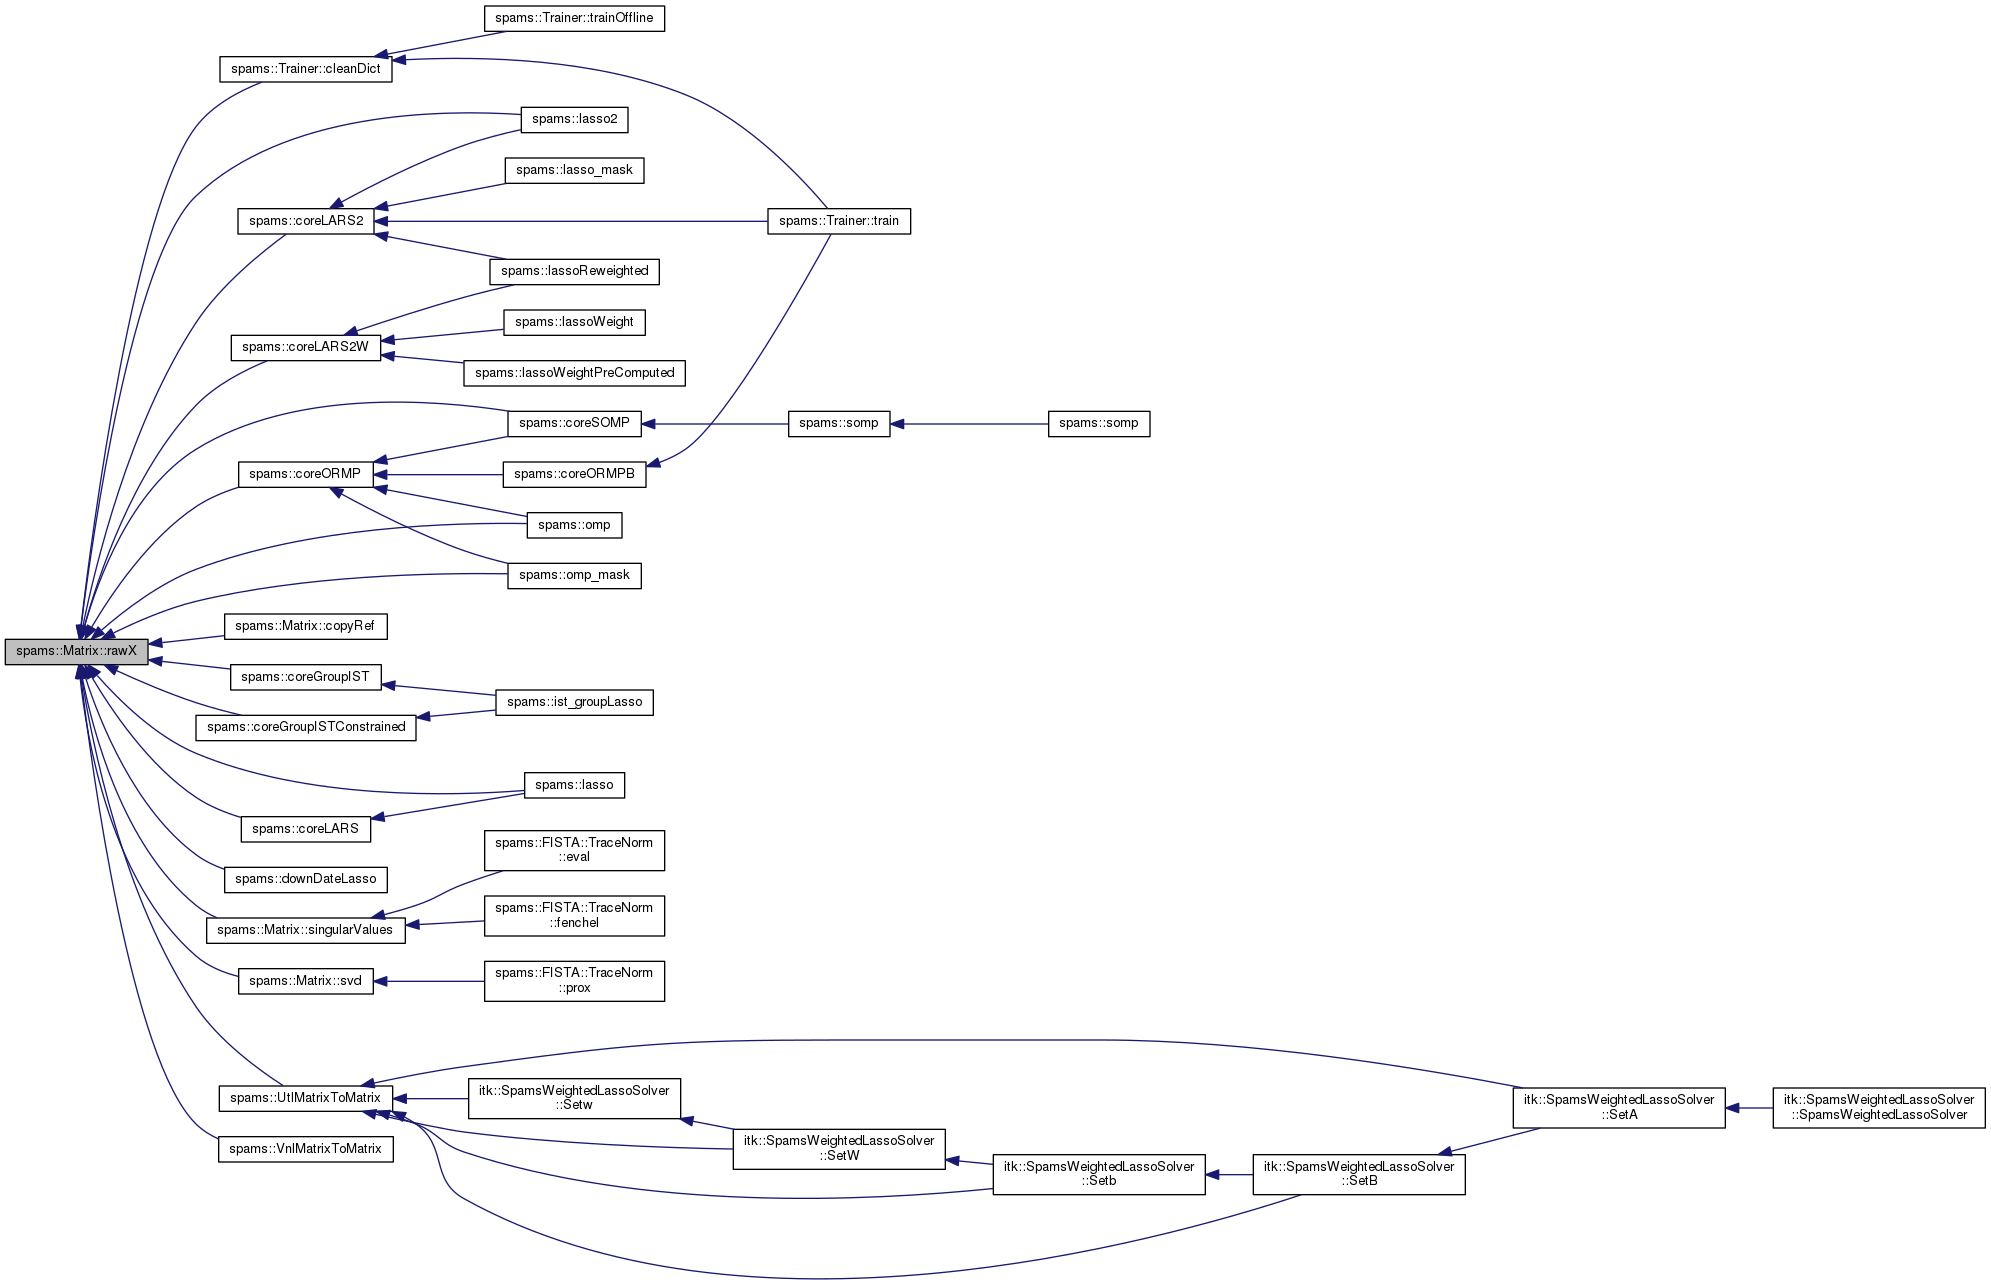 spams::Trainer::trainOffline
spams::Trainer::cleanDict
spams::lasso2
spams::lasso_mask
spams::coreLARS2
spams::Trainer::train
spams::lassoReweighted
spams::lassoWeight
spams::coreLARS2W
spams::lassoWeightPreComputed
spams::coreSOMP
spams::somp
spams::somp
spams::coreORMP
spams::coreORMPB
spams::omp
spams::omp_mask
spams::Matrix::copyRef
spams::Matrix::rawX
spams::coreGroupIST
spams::ist_groupLasso
spams::coreGroupISTConstrained
spams::lasso
spams::coreLARS
spams::FISTA::TraceNorm
::eval
spams::downDateLasso
spams::FISTA::TraceNorm
::fenchel
spams::Matrix::singularValues
spams::Matrix::svd
spams::FISTA::TraceNorm
::prox
spams::UtlMatrixToMatrix
itk::SpamsWeightedLassoSolver
::Setw
itk::SpamsWeightedLassoSolver
::SetA
itk::SpamsWeightedLassoSolver
::SpamsWeightedLassoSolver
spams::VnlMatrixToMatrix
itk::SpamsWeightedLassoSolver
::SetW
itk::SpamsWeightedLassoSolver
::Setb
itk::SpamsWeightedLassoSolver
::SetB